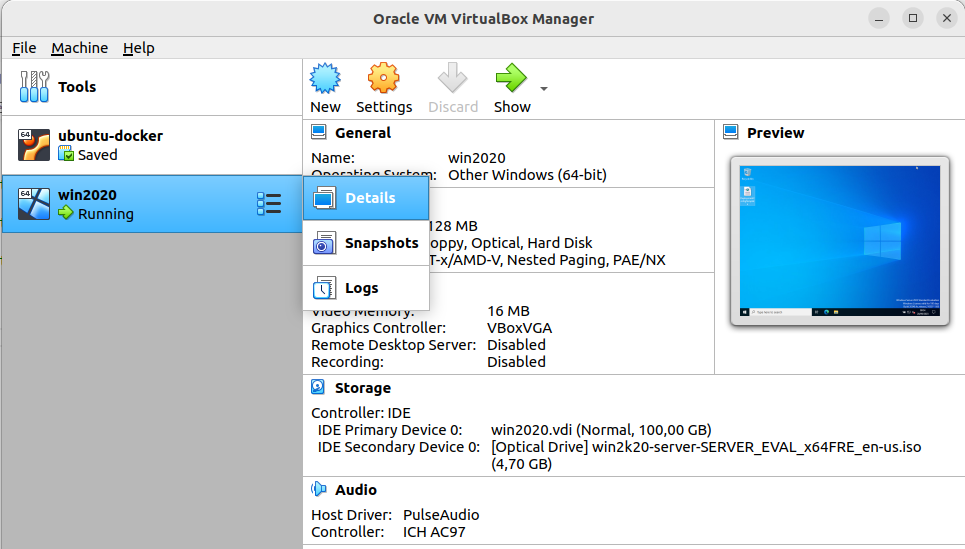 Oracle VM VirtualBox Manager
File Machine Help
Tools
New Settings Discard Show
64
ubuntu-docker
Saved
64
win2020
Running
Details
Snapshots
Logs
General
Name: win2020
Operating System: Other Windows (64-bit)
128 MB
oppy, Optical, Hard Disk
T-x/AMD-V, Nested Paging, PAE/NX
Video Memory: 16 MB
Graphics Controller: VBoxVGA
Remote Desktop Server: Disabled
Recording: Disabled
Preview
Storage
Controller: IDE
IDE Primary Device 0: win2020.vdi (Normal, 100,00 GB)
IDE Secondary Device 0: [Optical Drive] win2k20-server-SERVER_EVAL_x64FRE_en-us.iso
(4,70 GB)
Audio
Host Driver: PulseAudio
Controller: ICH AC97